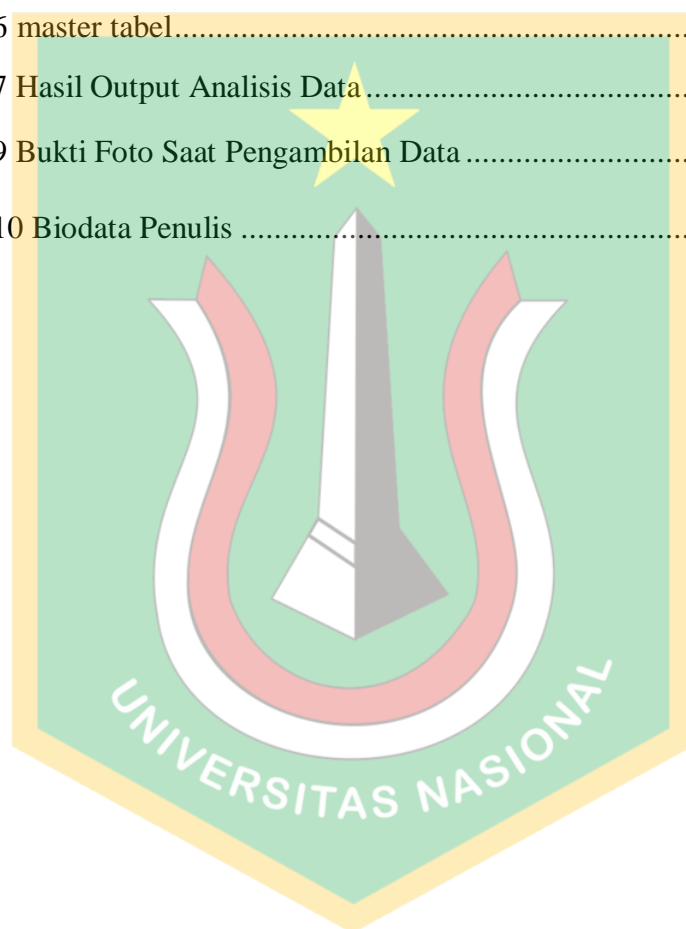 6 master tabel.......................................................................
7 Hasil Output Analisis Data.............................................
9 Bukti Foto Saat Pengambilan Data................................
10 Biodata Penulis ............................................................
UNIVERSITAS NASIONAL